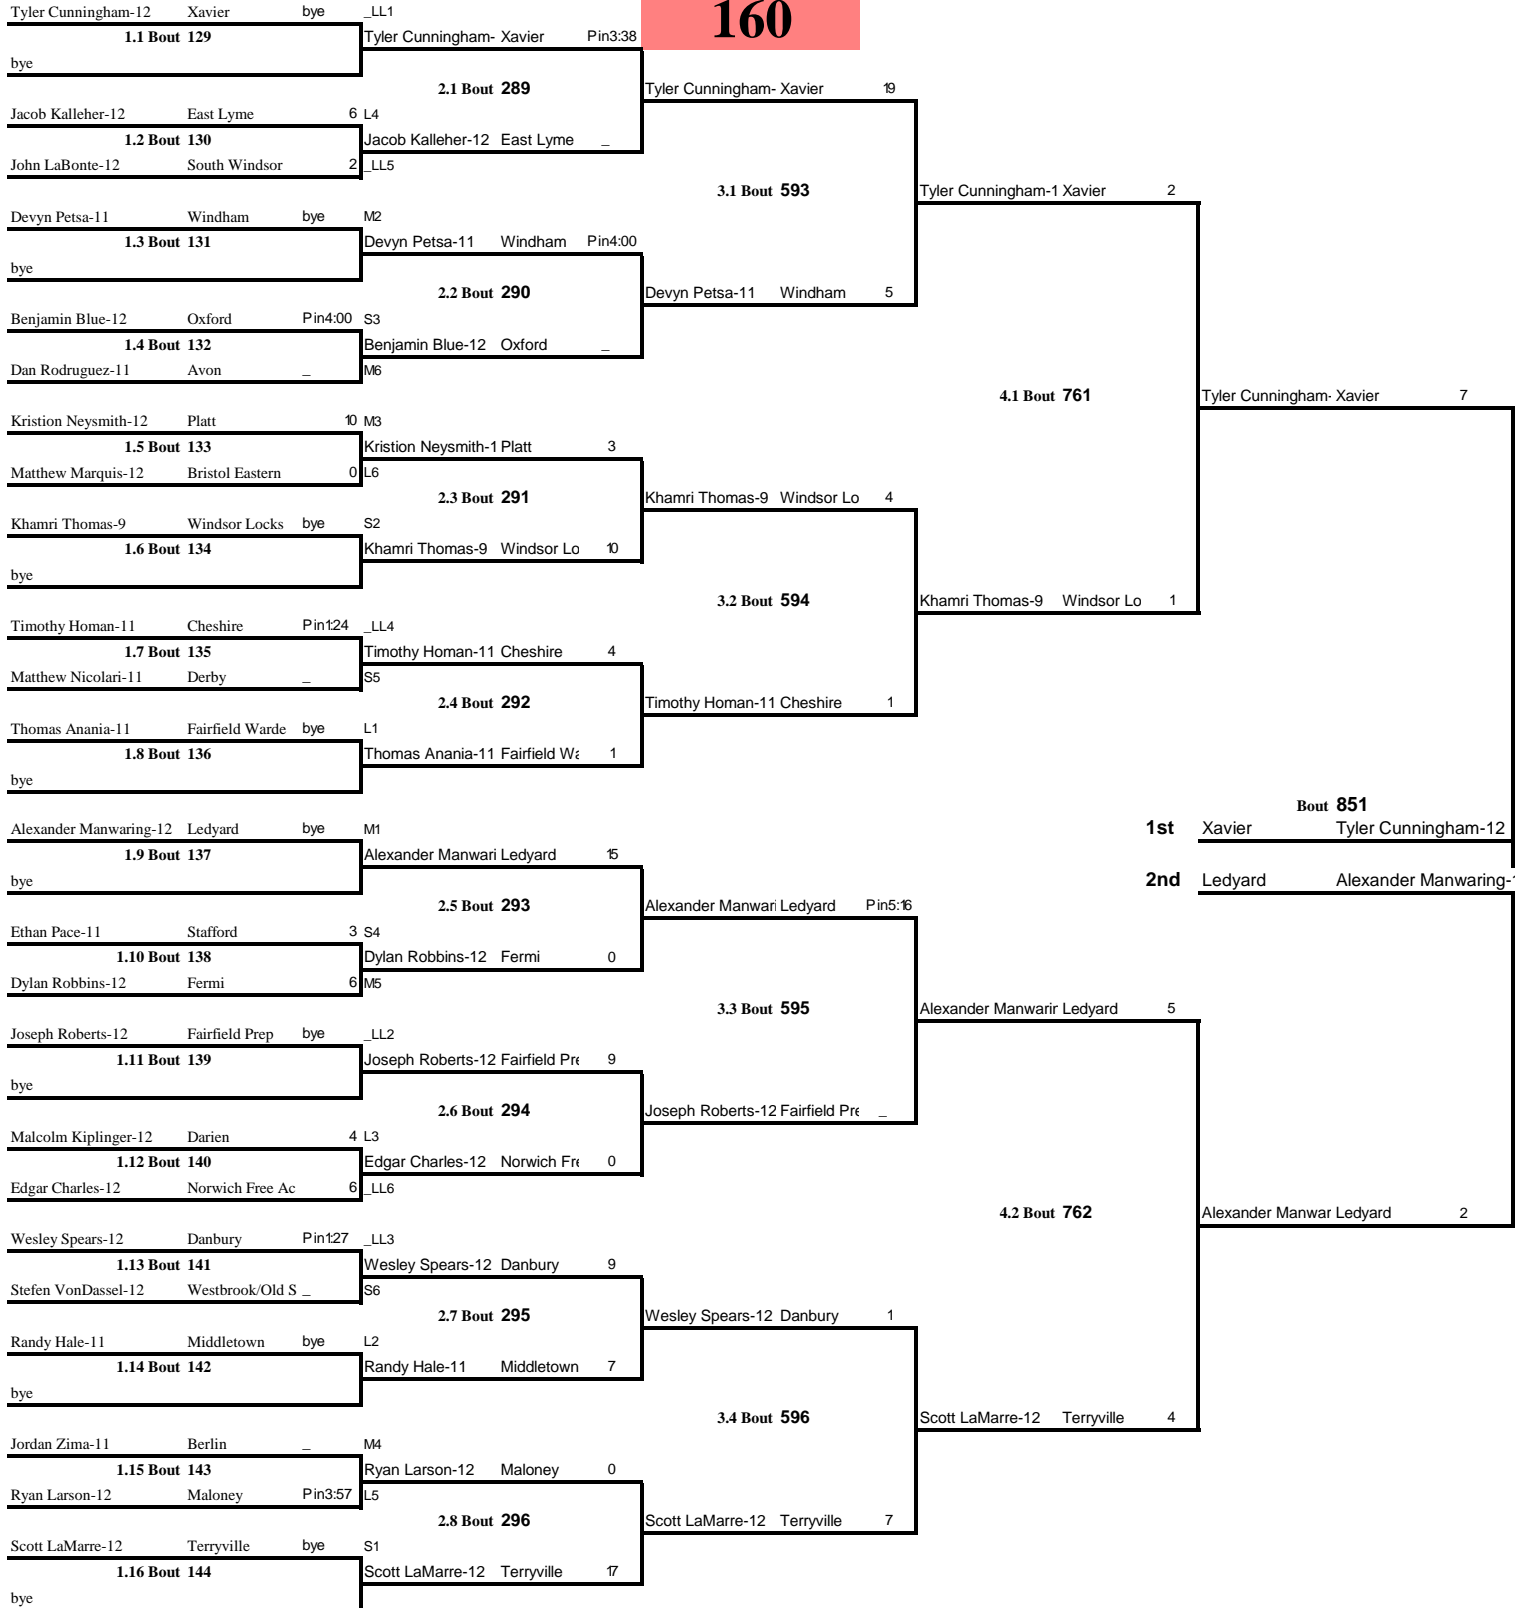 160
Tyler Cunningham-12 Xavier bye _LL1
1.1 Bout 129 Tyler Cunningham- Xavier Pin3:38
bye
2.1 Bout 289 Tyler Cunningham- Xavier 19
Jacob Kalleher-12 East Lyme 6 L4
1.2 Bout 130 Jacob Kalleher-12 East Lyme _
John LaBonte-12 South Windsor 2 _LL5
3.1 Bout 593 Tyler Cunningham-1 Xavier 2
Devyn Petsa-11 Windham bye M2
1.3 Bout 131 Devyn Petsa-11 Windham Pin4:00
bye
2.2 Bout 290 Devyn Petsa-11 Windham 5
Benjamin Blue-12 Oxford Pin4:00 S3
1.4 Bout 132 Benjamin Blue-12 Oxford _
Dan Rodruguez-11 Avon _ M6
4.1 Bout 761 Tyler Cunningham- Xavier 7
Kristion Neysmith-12 Platt 10 M3
1.5 Bout 133 Kristion Neysmith-1 Platt 3
Matthew Marquis-12 Bristol Eastern 0 L6
2.3 Bout 291 Khamri Thomas-9 Windsor Lo 4
Khamri Thomas-9 Windsor Locks bye S2
1.6 Bout 134 Khamri Thomas-9 Windsor Lo 10
bye
3.2 Bout 594 Khamri Thomas-9 Windsor Lo 1
Timothy Homan-11 Cheshire Pin1:24 _LL4
1.7 Bout 135 Timothy Homan-11 Cheshire 4
Matthew Nicolari-11 Derby _ S5
2.4 Bout 292 Timothy Homan-11 Cheshire 1
Thomas Anania-11 Fairfield Warde bye L1
1.8 Bout 136 Thomas Anania-11 Fairfield Wa 1
bye
Bout 851
1st Xavier Tyler Cunningham-12
Alexander Manwaring-12 Ledyard bye M1
1.9 Bout 137 Alexander Manwari Ledyard 15
bye
2nd Ledyard Alexander Manwaring-1
2.5 Bout 293 Alexander Manwari Ledyard Pin5:16
Ethan Pace-11 Stafford 3 S4
1.10 Bout 138 Dylan Robbins-12 Fermi 0
Dylan Robbins-12 Fermi 6 M5
3.3 Bout 595 Alexander Manwarir Ledyard 5
Joseph Roberts-12 Fairfield Prep bye _LL2
1.11 Bout 139 Joseph Roberts-12 Fairfield Pre 9
bye
2.6 Bout 294 Joseph Roberts-12 Fairfield Pre _
Malcolm Kiplinger-12 Darien 4 L3
1.12 Bout 140 Edgar Charles-12 Norwich Fre 0
Edgar Charles-12 Norwich Free Ac 6 _LL6
4.2 Bout 762 Alexander Manwar Ledyard 2
Wesley Spears-12 Danbury Pin1:27 _LL3
1.13 Bout 141 Wesley Spears-12 Danbury 9
Stefen VonDassel-12 Westbrook/Old S _ S6
2.7 Bout 295 Wesley Spears-12 Danbury 1
Randy Hale-11 Middletown bye L2
1.14 Bout 142 Randy Hale-11 Middletown 7
bye
3.4 Bout 596 Scott LaMarre-12 Terryville 4
Jordan Zima-11 Berlin _ M4
1.15 Bout 143 Ryan Larson-12 Maloney 0
Ryan Larson-12 Maloney Pin3:57 L5
2.8 Bout 296 Scott LaMarre-12 Terryville 7
Scott LaMarre-12 Terryville bye S1
1.16 Bout 144 Scott LaMarre-12 Terryville 17
bye